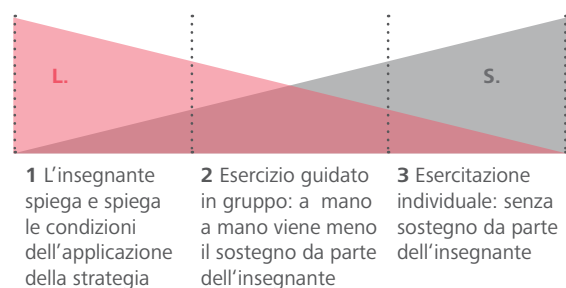 L.
S.
1 L'insegnante
spiega e spiega
le condizioni
dell'applicazione
della strategia
2 Esercizio guidato
in gruppo: a mano
a mano viene meno
il sostegno da parte
dell'insegnante
3 Esercitazione
individuale: senza
sostegno da parte
dell'insegnante